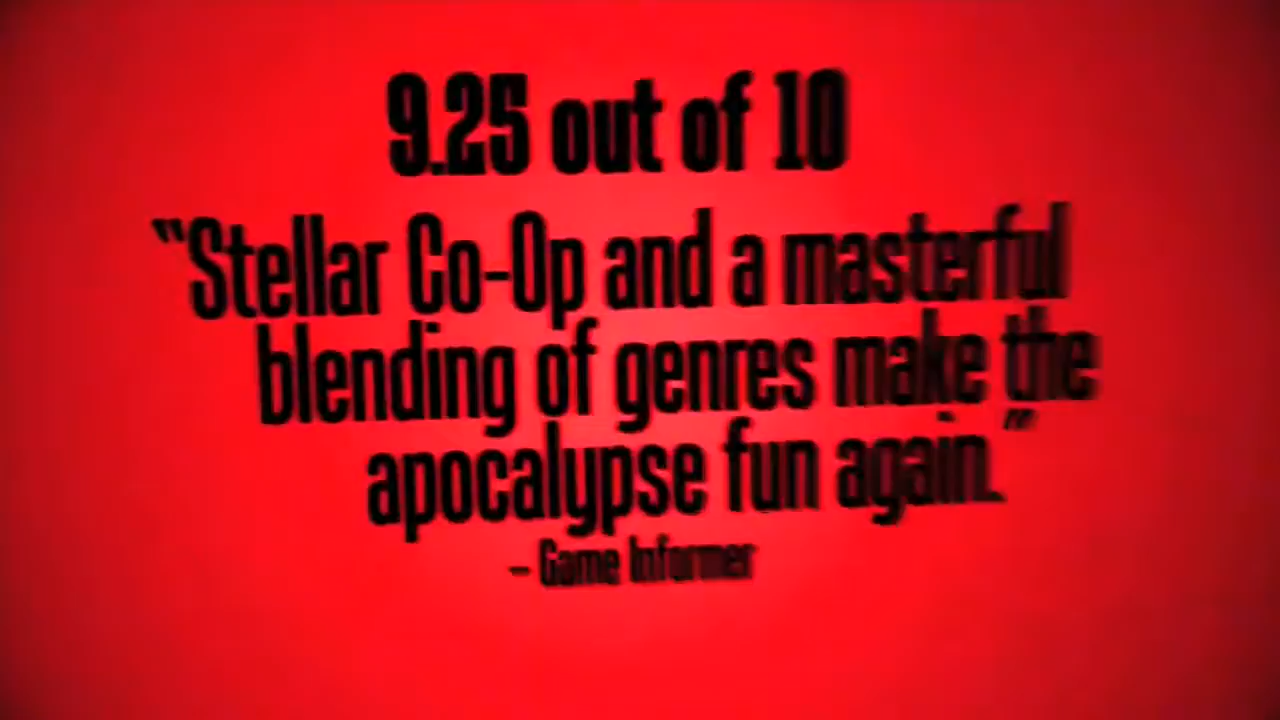 9.25 out of 10
“Stellar Co-Op and a masterful
blending of genres make the
apocalypse fun again.”
– Game Informer